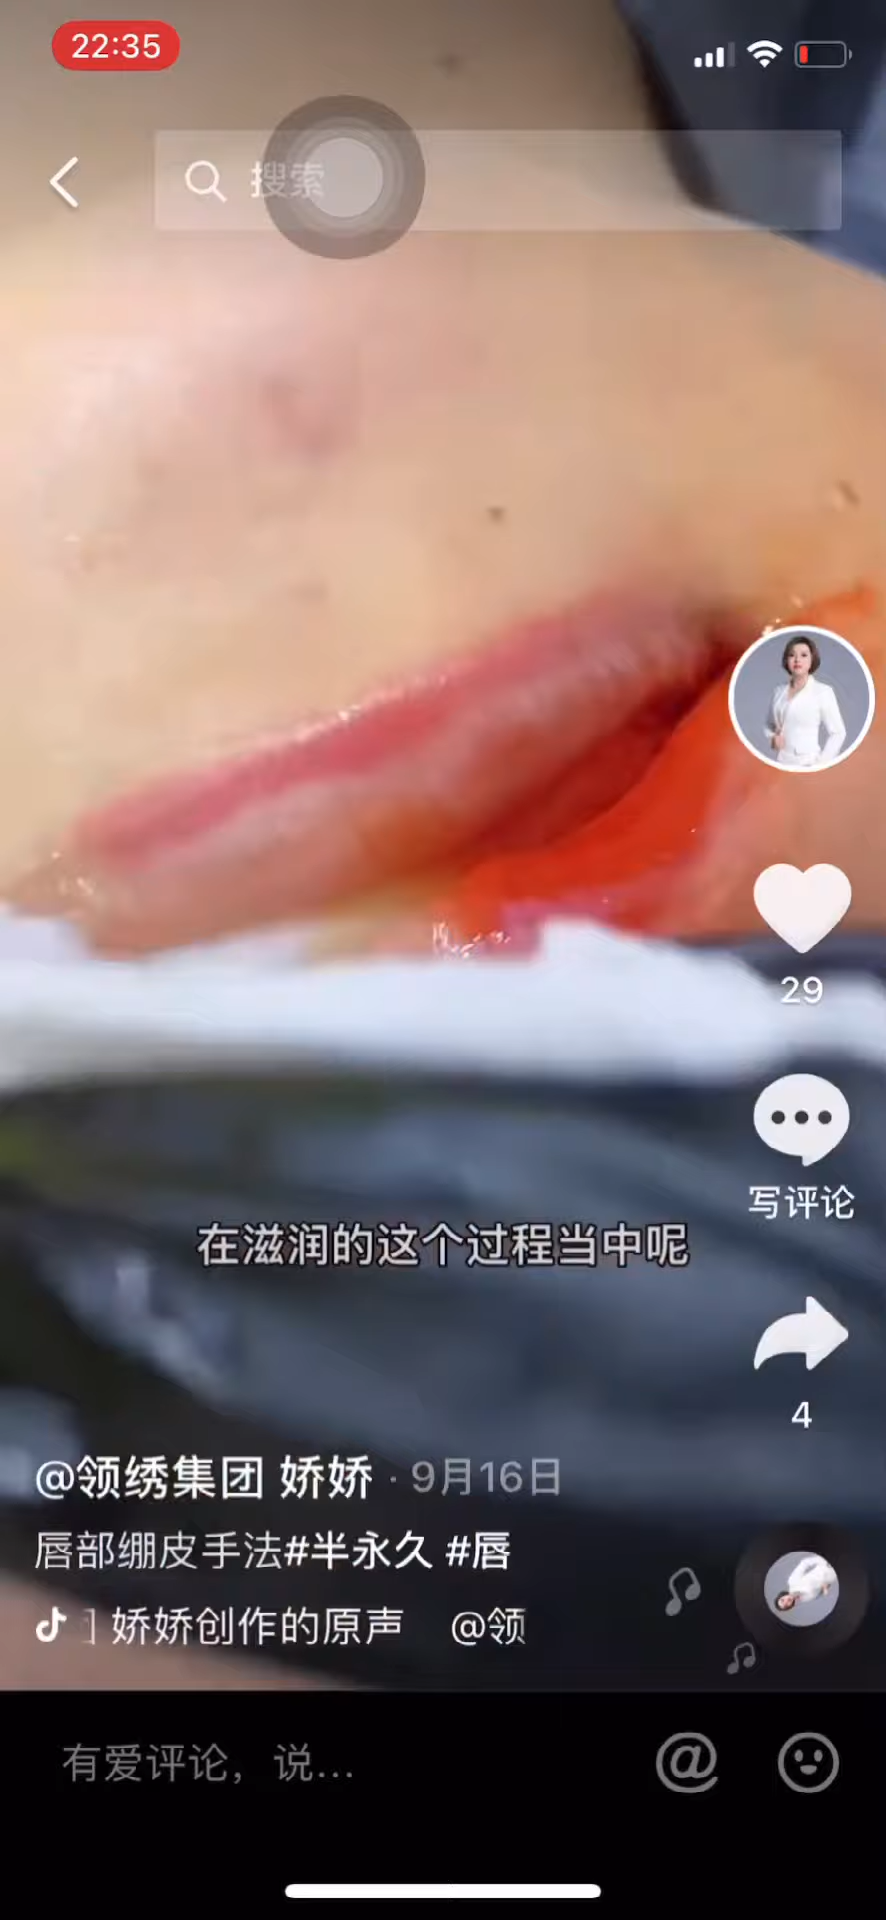 22:35
搜索
29
写评论
在滋润的这个过程当中呢
4
@领绣集团 娇娇 · 9月16日
唇部绷皮手法#半永久 #唇
娇娇创作的原声 @领
有爱评论，说...